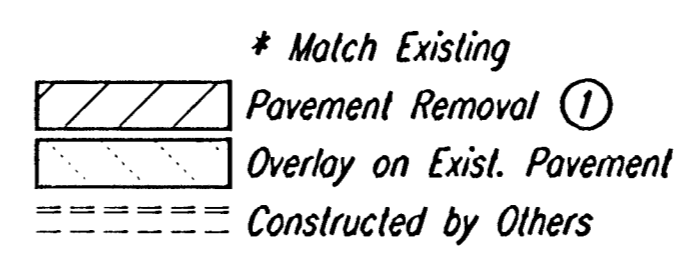 * Match Existing
Pavement Removal 1
Overlay on Exist. Pavement
Constructed by Others